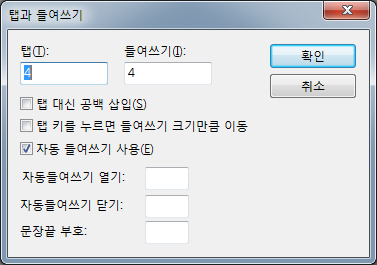 탭과 들여쓰기
탭(T): 들여쓰기(I):
4 4
확인
취소
탭 대신 공백 삽입(S)
탭 키를 누르면 들여쓰기 크기만큼 이동
자동 들여쓰기 사용(E)
자동들여쓰기 열기:
자동들여쓰기 닫기:
문장끝 부호: